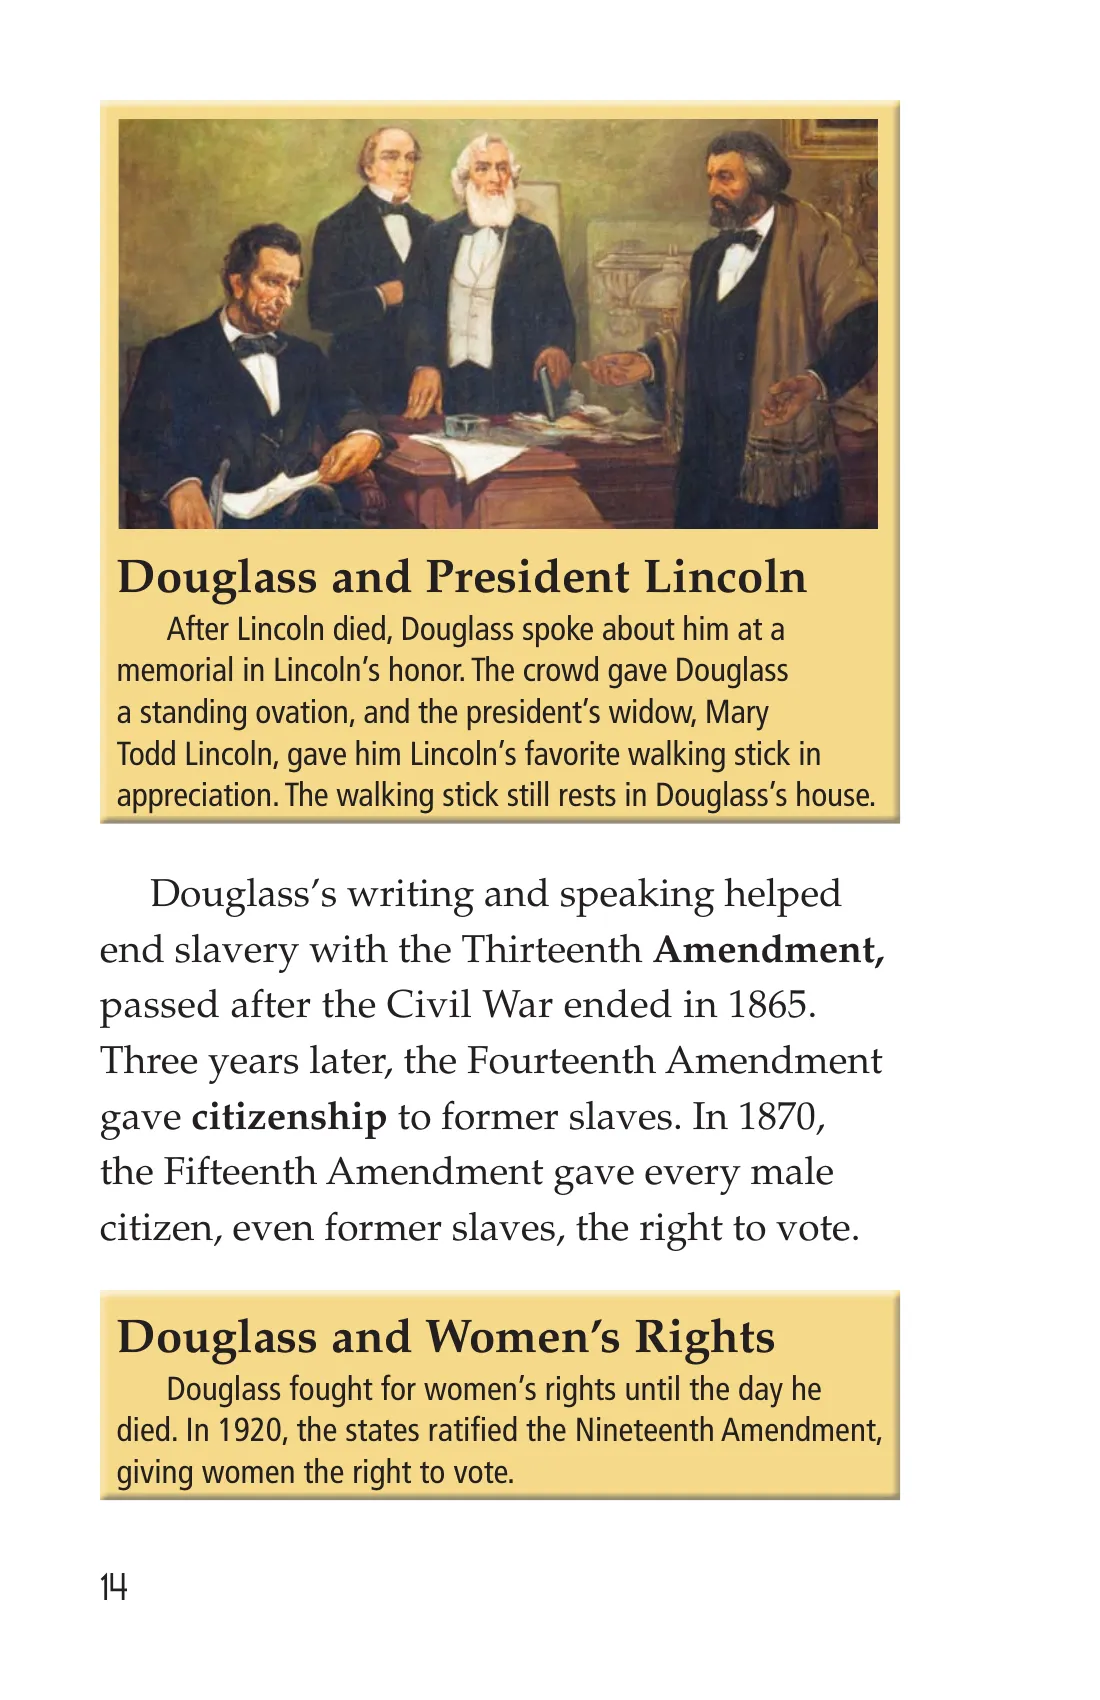 Douglass and President Lincoln
After Lincoln died, Douglass spoke about him at a
memorial in Lincoln’s honor. The crowd gave Douglass
a standing ovation, and the president’s widow, Mary
Todd Lincoln, gave him Lincoln’s favorite walking stick in
appreciation. The walking stick still rests in Douglass’s house.
Douglass’s writing and speaking helped
end slavery with the Thirteenth Amendment,
passed after the Civil War ended in 1865.
Three years later, the Fourteenth Amendment
gave citizenship to former slaves. In 1870,
the Fifteenth Amendment gave every male
citizen, even former slaves, the right to vote.
Douglass and Women’s Rights
Douglass fought for women’s rights until the day he
died. In 1920, the states ratified the Nineteenth Amendment,
giving women the right to vote.
14